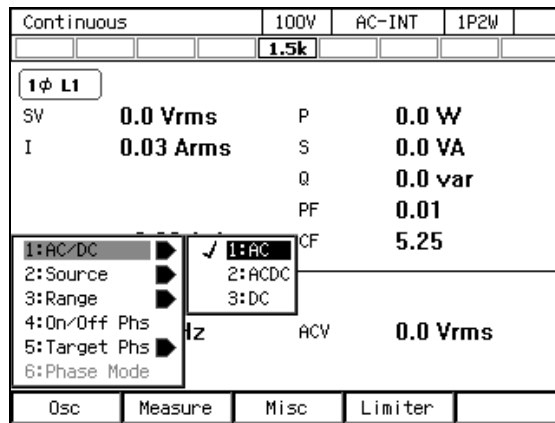 Continuous 100V AC-INT 1P2W
1.5k
1Φ L1
SV 0.0 Vrms P 0.0 W
I 0.03 Arms S 0.0 VA
Q 0.0 var
PF 0.01
CF 5.25
1:AC/DC
2:Source
3:Range
4:On/Off Phs
5:Target Phs
6:Phase Mode
✓ 1:AC
2:ACDC
3:DC
Hz ACV 0.0 Vrms
Osc Measure Misc Limiter